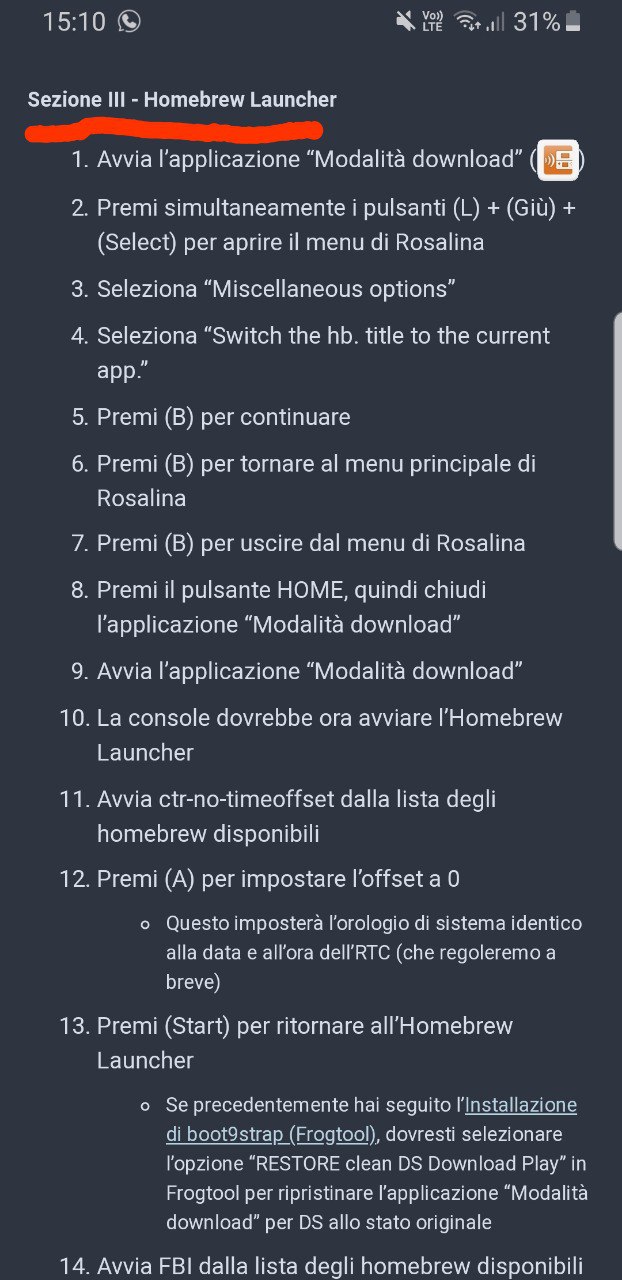 15:10 Vo)) LTE 31%
Sezione III - Homebrew Launcher
1. Avvia l’applicazione “Modalità download” ( )
2. Premi simultaneamente i pulsanti (L) + (Giù) +
(Select) per aprire il menu di Rosalina
3. Seleziona “Miscellaneous options”
4. Seleziona “Switch the hb. title to the current
app.”
5. Premi (B) per continuare
6. Premi (B) per tornare al menu principale di
Rosalina
7. Premi (B) per uscire dal menu di Rosalina
8. Premi il pulsante HOME, quindi chiudi
l’applicazione “Modalità download”
9. Avvia l’applicazione “Modalità download”
10. La console dovrebbe ora avviare l’Homebrew
Launcher
11. Avvia ctr-no-timeoffset dalla lista degli
homebrew disponibili
12. Premi (A) per impostare l’offset a 0
Questo imposterà l’orologio di sistema identico
alla data e all’ora dell’RTC (che regoleremo a
breve)
13. Premi (Start) per ritornare all’Homebrew
Launcher
Se precedentemente hai seguito l’Installazione
di boot9strap (Frogtool), dovresti selezionare
l’opzione “RESTORE clean DS Download Play” in
Frogtool per ripristinare l’applicazione “Modalità
download” per DS allo stato originale
14. Avvia FBI dalla lista degli homebrew disponibili